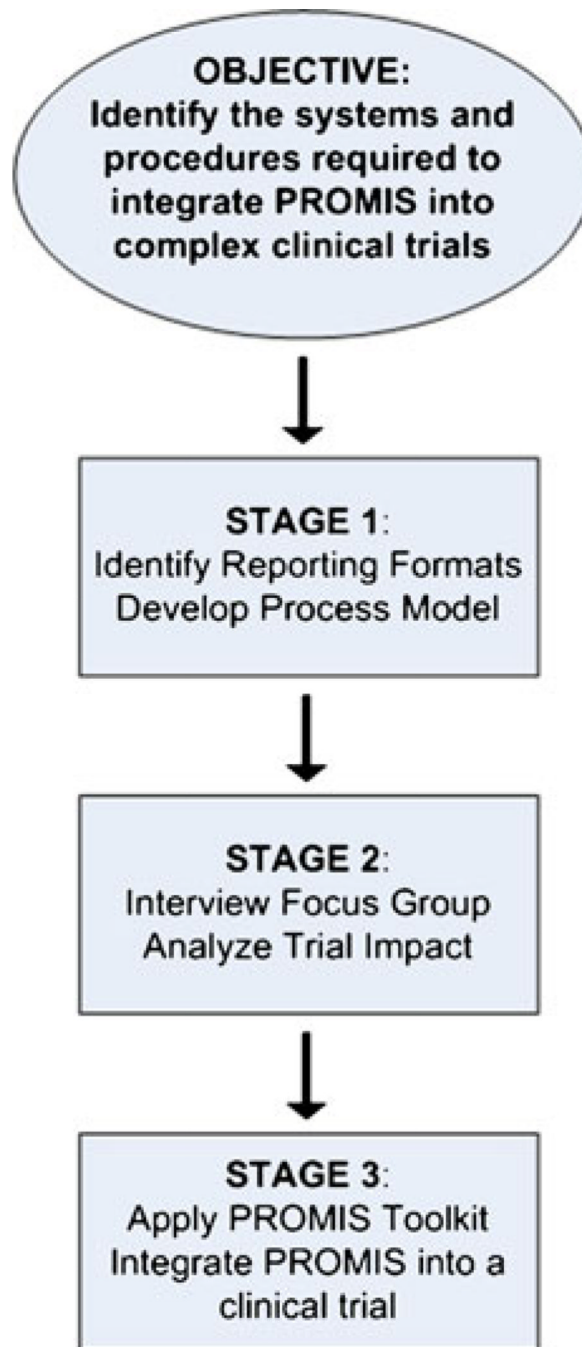 OBJECTIVE:
Identify the systems and
procedures required to
integrate PROMIS into
complex clinical trials
STAGE 1:
Identify Reporting Formats
Develop Process Model
STAGE 2:
Interview Focus Group
Analyze Trial Impact
STAGE 3:
Apply PROMIS Toolkit
Integrate PROMIS into a
clinical trial